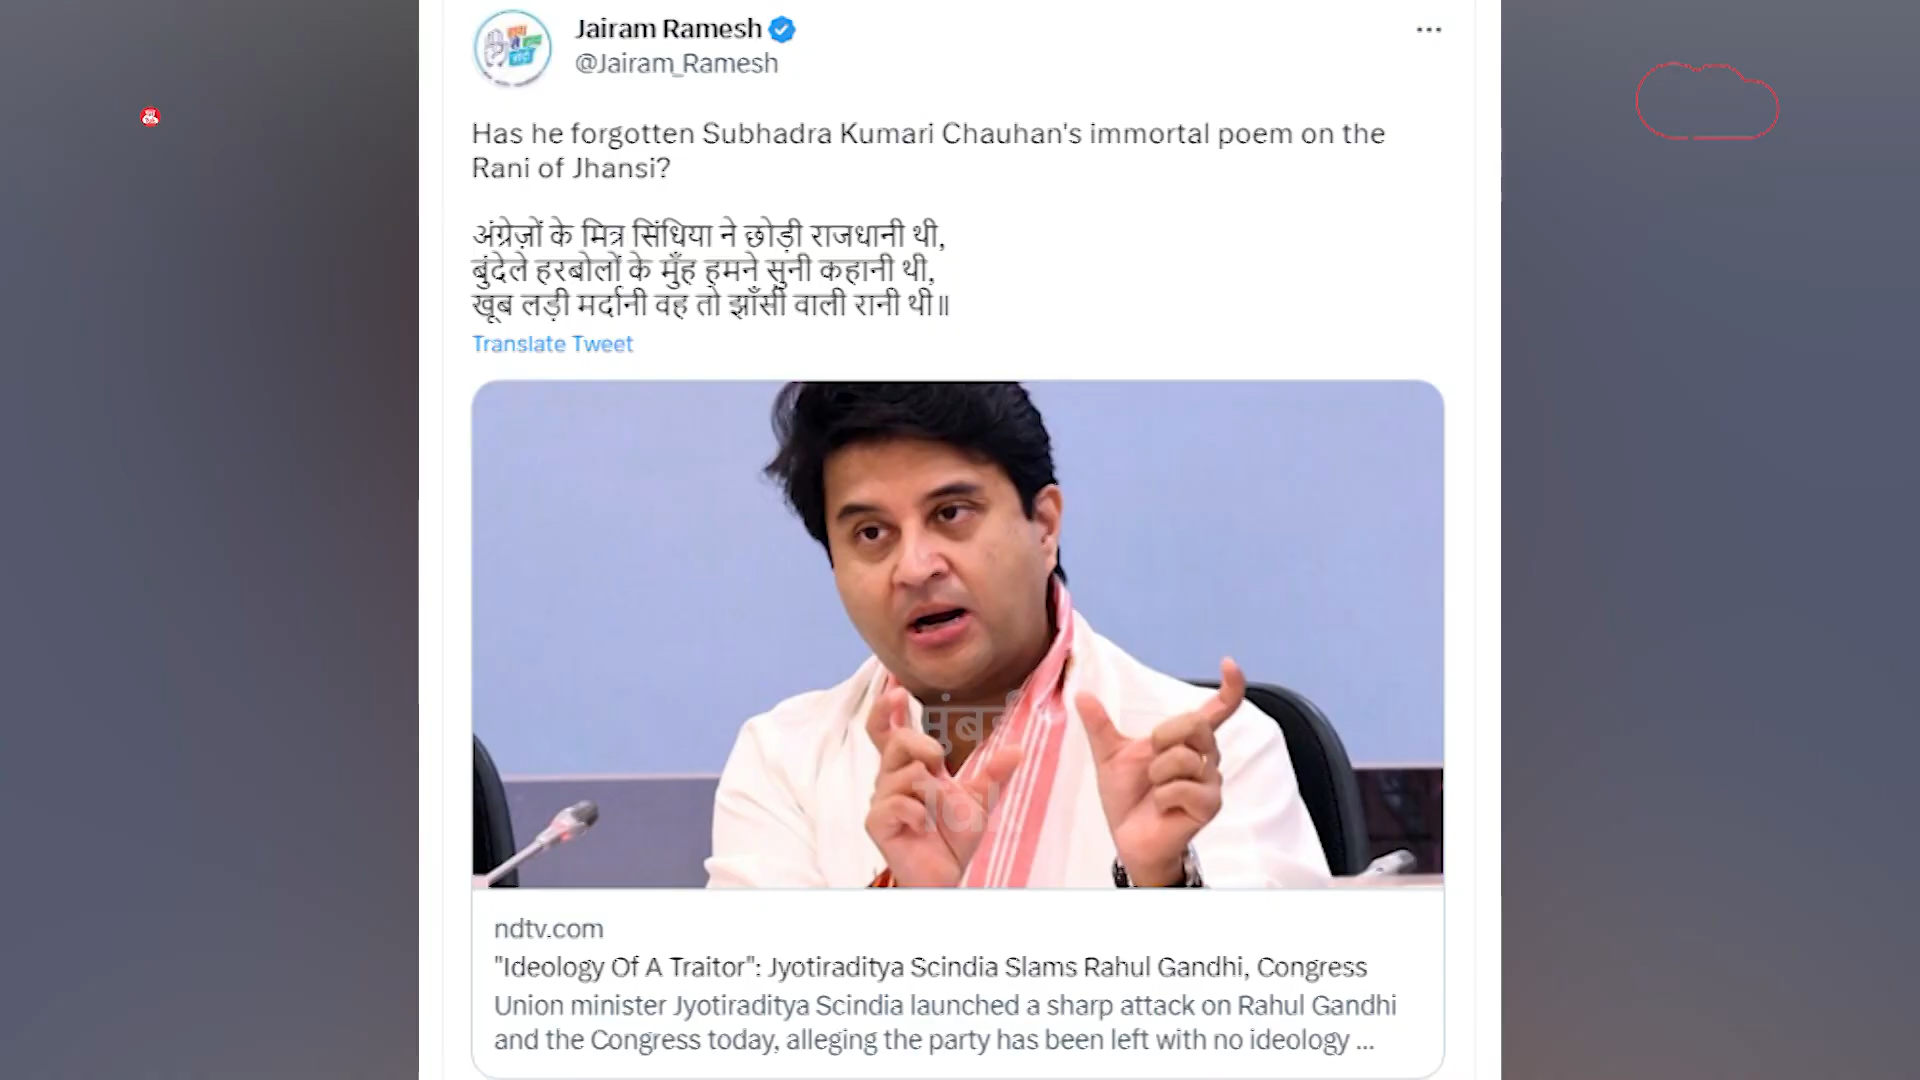 Jairam Ramesh
@Jairam_Ramesh
Has he forgotten Subhadra Kumari Chauhan's immortal poem on the
Rani of Jhansi?
अंग्रेज़ों के मित्र सिंधिया ने छोड़ी राजधानी थी,
बुंदेले हरबोलों के मुँह हमने सुनी कहानी थी,
खूब लड़ी मर्दानी वह तो झाँसी वाली रानी थी॥
Translate Tweet
मुंबई
Tak
ndtv.com
"Ideology Of A Traitor": Jyotiraditya Scindia Slams Rahul Gandhi, Congress
Union minister Jyotiraditya Scindia launched a sharp attack on Rahul Gandhi
and the Congress today, alleging the party has been left with no ideology ...